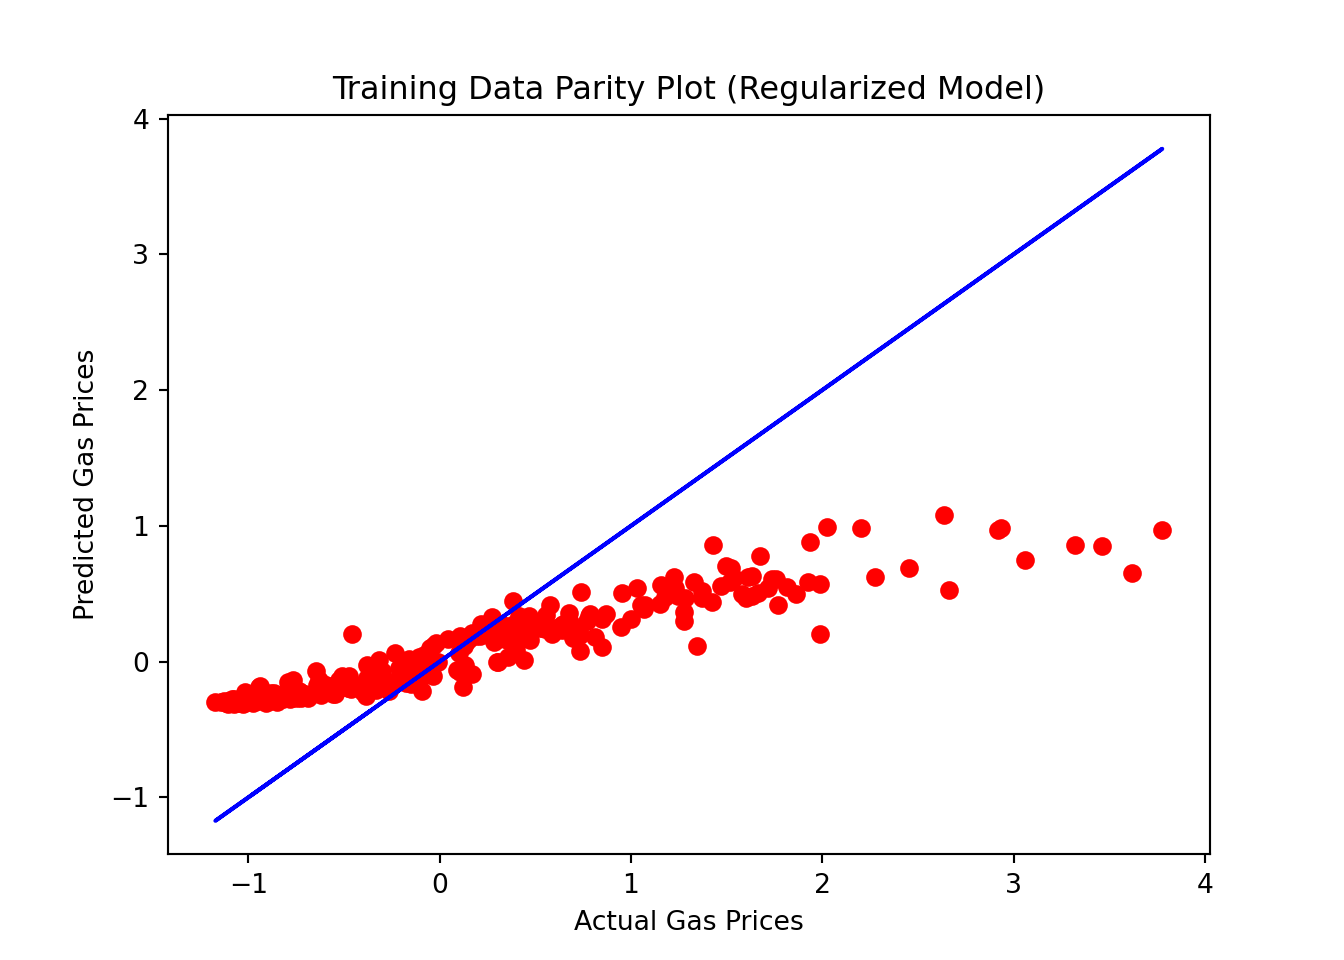 Training Data Parity Plot (Regularized Model)
4
3
2
1
0
−1
Predicted Gas Prices
−1 0 1 2 3 4
Actual Gas Prices